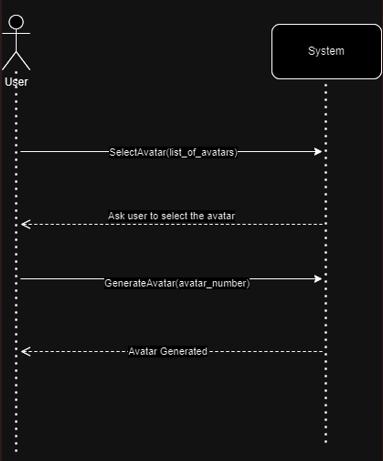 User
System
SelectAvatar(list_of_avatars)
Ask user to select the avatar
GenerateAvatar(avatar_number)
Avatar Generated